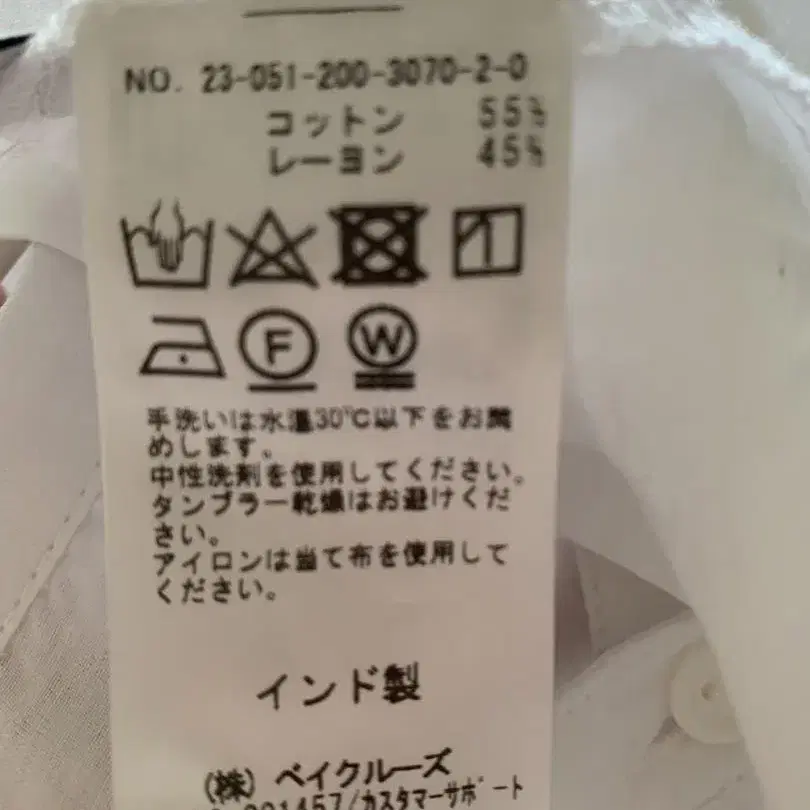 NO. 23-051-200-3070-2-0
コットン 55%
レーヨン 45%
F W
手洗いは水温30℃以下をお薦
めします。
中性洗剤を使用してください。
タンブラー乾燥はお避けくだ
さい。
アイロンは当て布を使用して
ください。
インド製
(株) ベイクルーズ
/カスタマーサポート